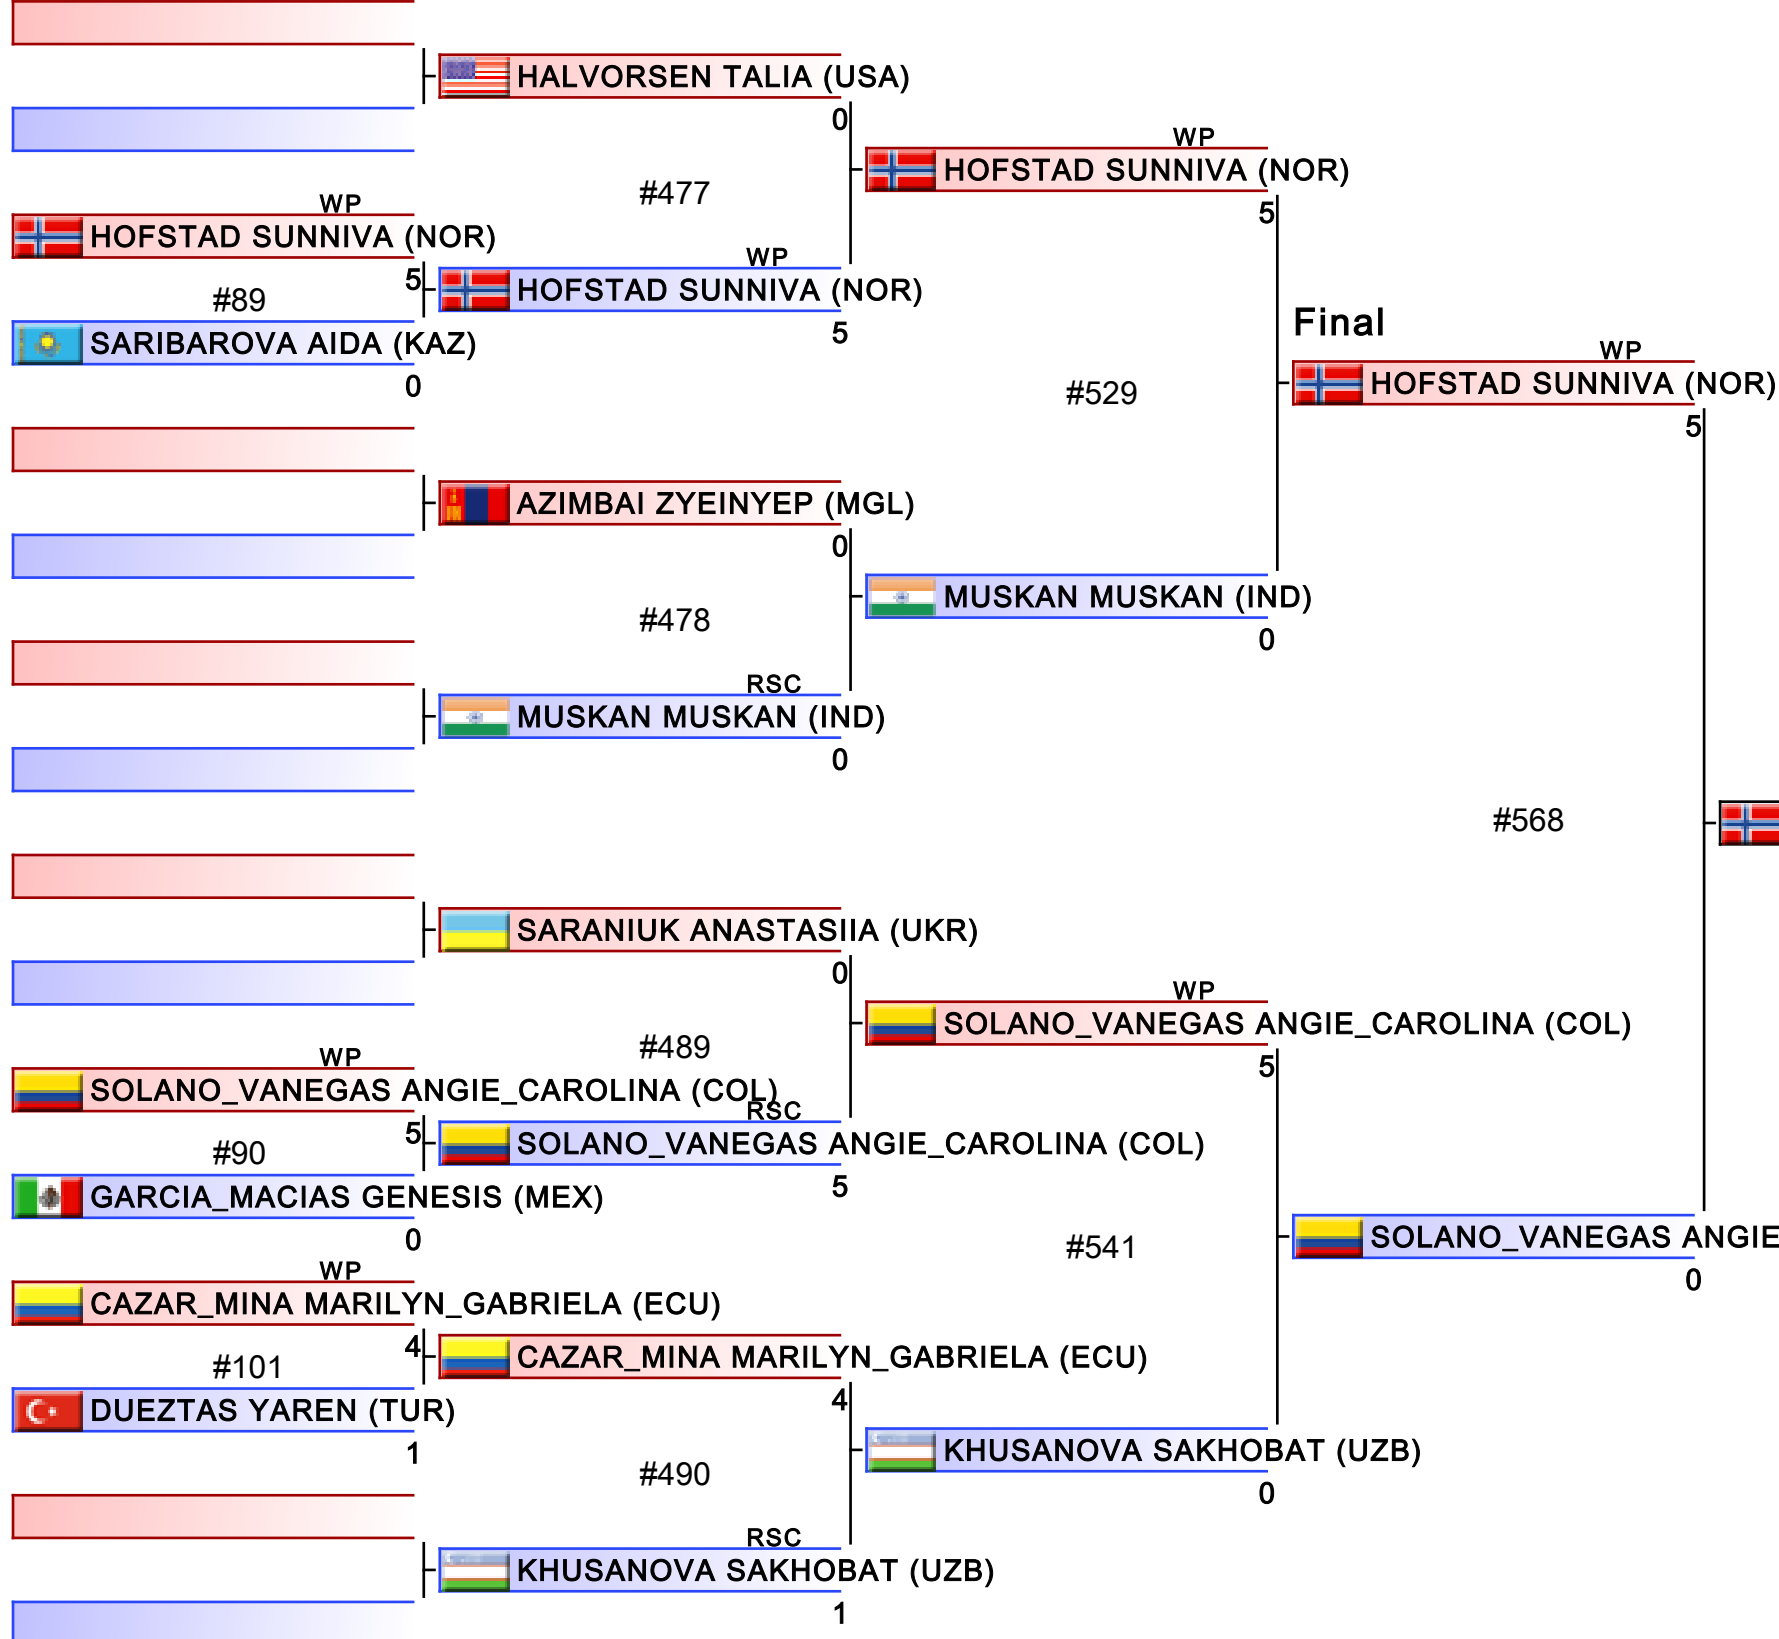 HALVORSEN TALIA (USA)
0
WP
HOFSTAD SUNNIVA (NOR)
5
#477
WP
HOFSTAD SUNNIVA (NOR)
5
#89
WP
HOFSTAD SUNNIVA (NOR)
5
SARIBAROVA AIDA (KAZ)
0
Final
WP
HOFSTAD SUNNIVA (NOR)
5
#529
AZIMBAI ZYEINYEP (MGL)
0
MUSKAN MUSKAN (IND)
0
#478
RSC
MUSKAN MUSKAN (IND)
0
#568
SARANIUK ANASTASIIA (UKR)
0
WP
SOLANO_VANEGAS ANGIE_CAROLINA (COL)
5
#489
WP
SOLANO_VANEGAS ANGIE_CAROLINA (COL)
5
RSC
SOLANO_VANEGAS ANGIE_CAROLINA (COL)
5
#90
GARCIA_MACIAS GENESIS (MEX)
0
#541
SOLANO_VANEGAS ANGIE
0
WP
CAZAR_MINA MARILYN_GABRIELA (ECU)
4
CAZAR_MINA MARILYN_GABRIELA (ECU)
4
#101
DUEZTAS YAREN (TUR)
1
KHUSANOVA SAKHOBAT (UZB)
0
#490
RSC
KHUSANOVA SAKHOBAT (UZB)
1